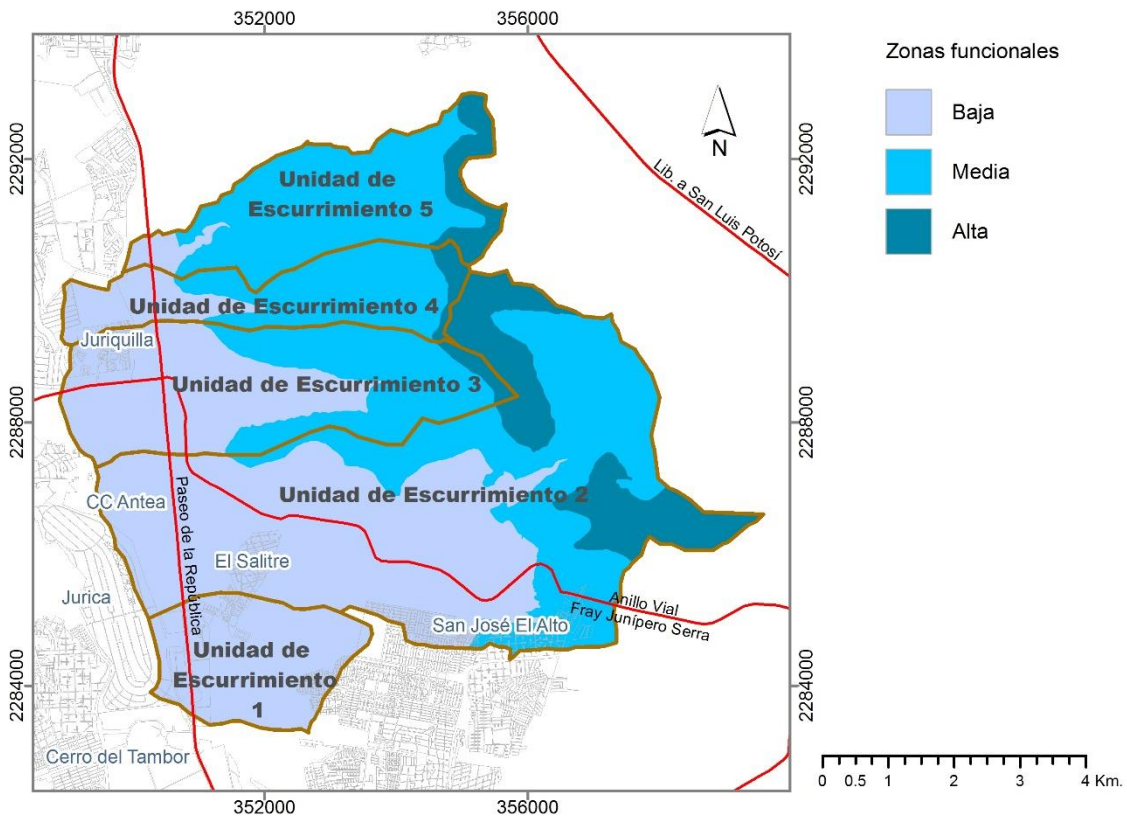 352000
356000
Zonas funcionales
Baja
Media
Alta
N
2292000
2292000
Lib. a San Luis Potosí
Unidad de
Escurrimiento 5
Unidad de Escurrimiento 4
Juriquilla
Unidad de Escurrimiento 3
2288000
2288000
Unidad de Escurrimiento 2
CC Antea
Paseo de la República
El Salitre
Jurica
Anillo Vial
Fray Junípero Serra
San José El Alto
Unidad de
Escurrimiento
1
2284000
2284000
Cerro del Tambor
0 0.5 1 2 3 4 Km.
352000
356000